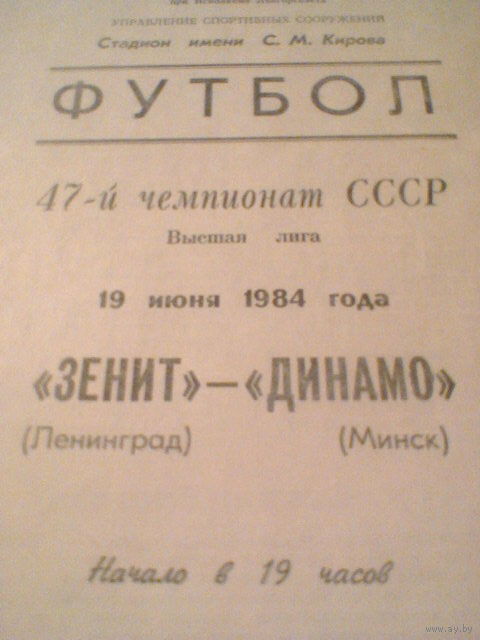 УПРАВЛЕНИЕ СПОРТИВНЫХ СООРУЖЕНИЙ
Стадион имени С. М. Кирова
ФУТБОЛ
47-й чемпионат СССР
Высшая лига
19 июня 1984 года
«ЗЕНИТ»—«ДИНАМО»
(Ленинград) (Минск)
Начало в 19 часов
www.ay.by